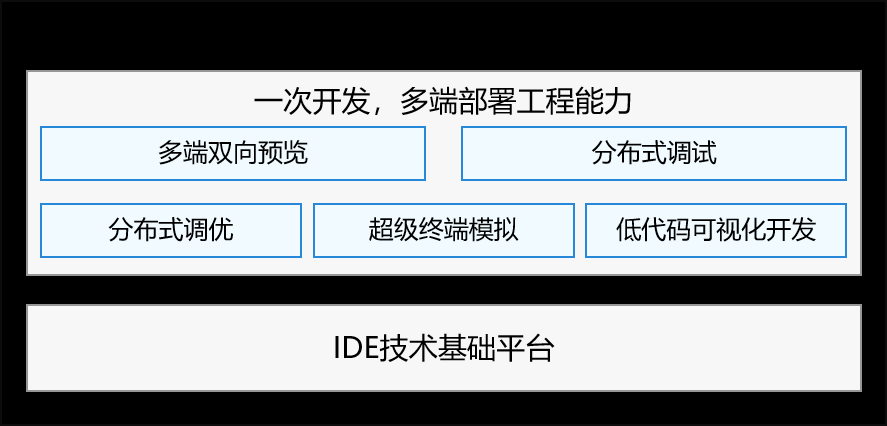 一次开发，多端部署工程能力
多端双向预览
分布式调试
分布式调优
超级终端模拟
低代码可视化开发
IDE技术基础平台